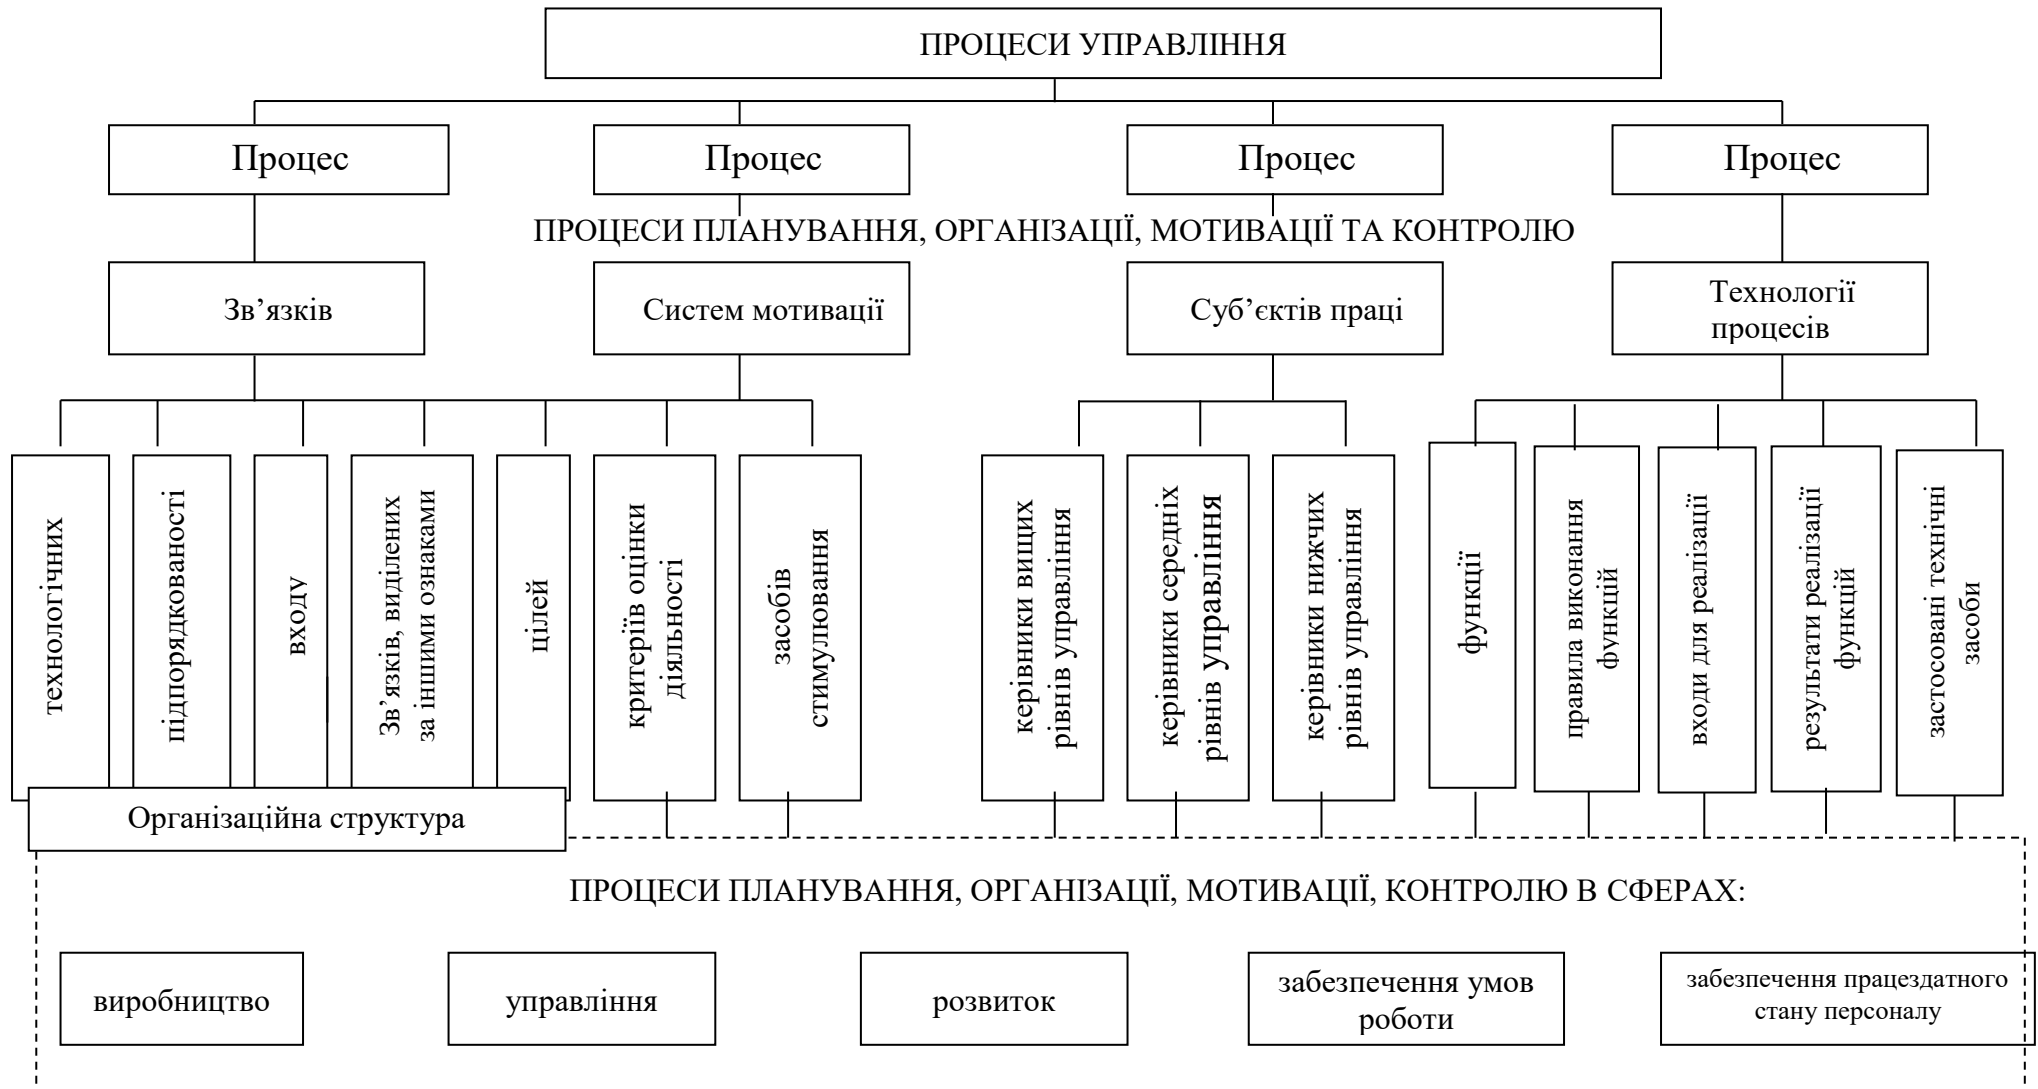 ПРОЦЕСИ УПРАВЛІННЯ
Процес
Процес
Процес
Процес
ПРОЦЕСИ ПЛАНУВАННЯ, ОРГАНІЗАЦІЇ, МОТИВАЦІЇ ТА КОНТРОЛЮ
Зв’язків
Систем мотивації
Суб’єктів праці
Технології
процесів
технологічних
підпорядкованості
входу
Зв’язків, виділених
за іншими ознаками
цілей
критеріїв оцінки
діяльності
засобів
стимулювання
керівники вищих
рівнів управління
керівники середніх
рівнів управління
керівники нижчих
рівнів управління
функції
правила виконання
функцій
входи для реалізації
результати реалізації
функцій
застосовані технічні
засоби
Організаційна структура
ПРОЦЕСИ ПЛАНУВАННЯ, ОРГАНІЗАЦІЇ, МОТИВАЦІЇ, КОНТРОЛЮ В СФЕРАХ:
виробництво
управління
розвиток
забезпечення умов
роботи
забезпечення працездатного
стану персоналу